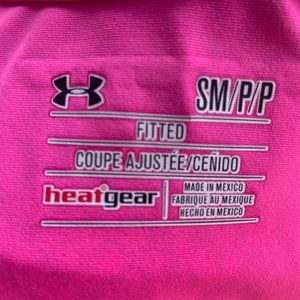 SM/P/P
FITTED
COUPE AJUSTÉE/CEÑIDO
heatgear
MADE IN MEXICO
FABRIQUÉ AU MEXIQUE
HECHO EN MEXICO